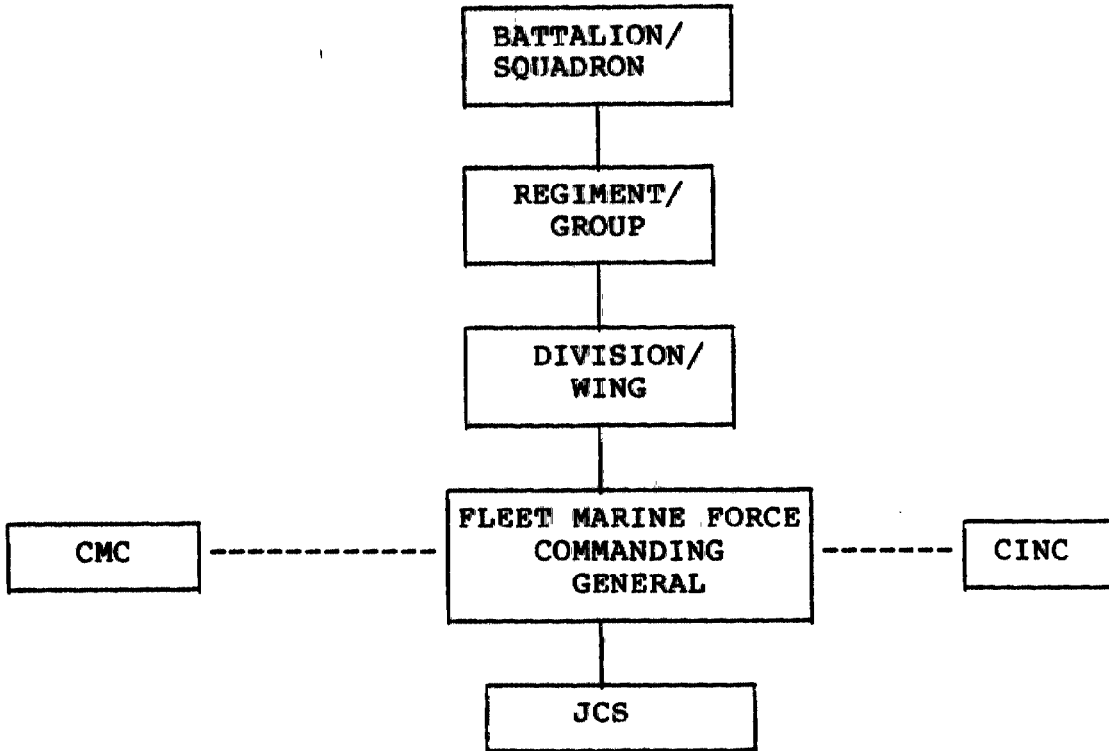 BATTALION/
SQUADRON
REGIMENT/
GROUP
DIVISION/
WING
FLEET MARINE FORCE
COMMANDING
GENERAL
CMC
CINC
JCS